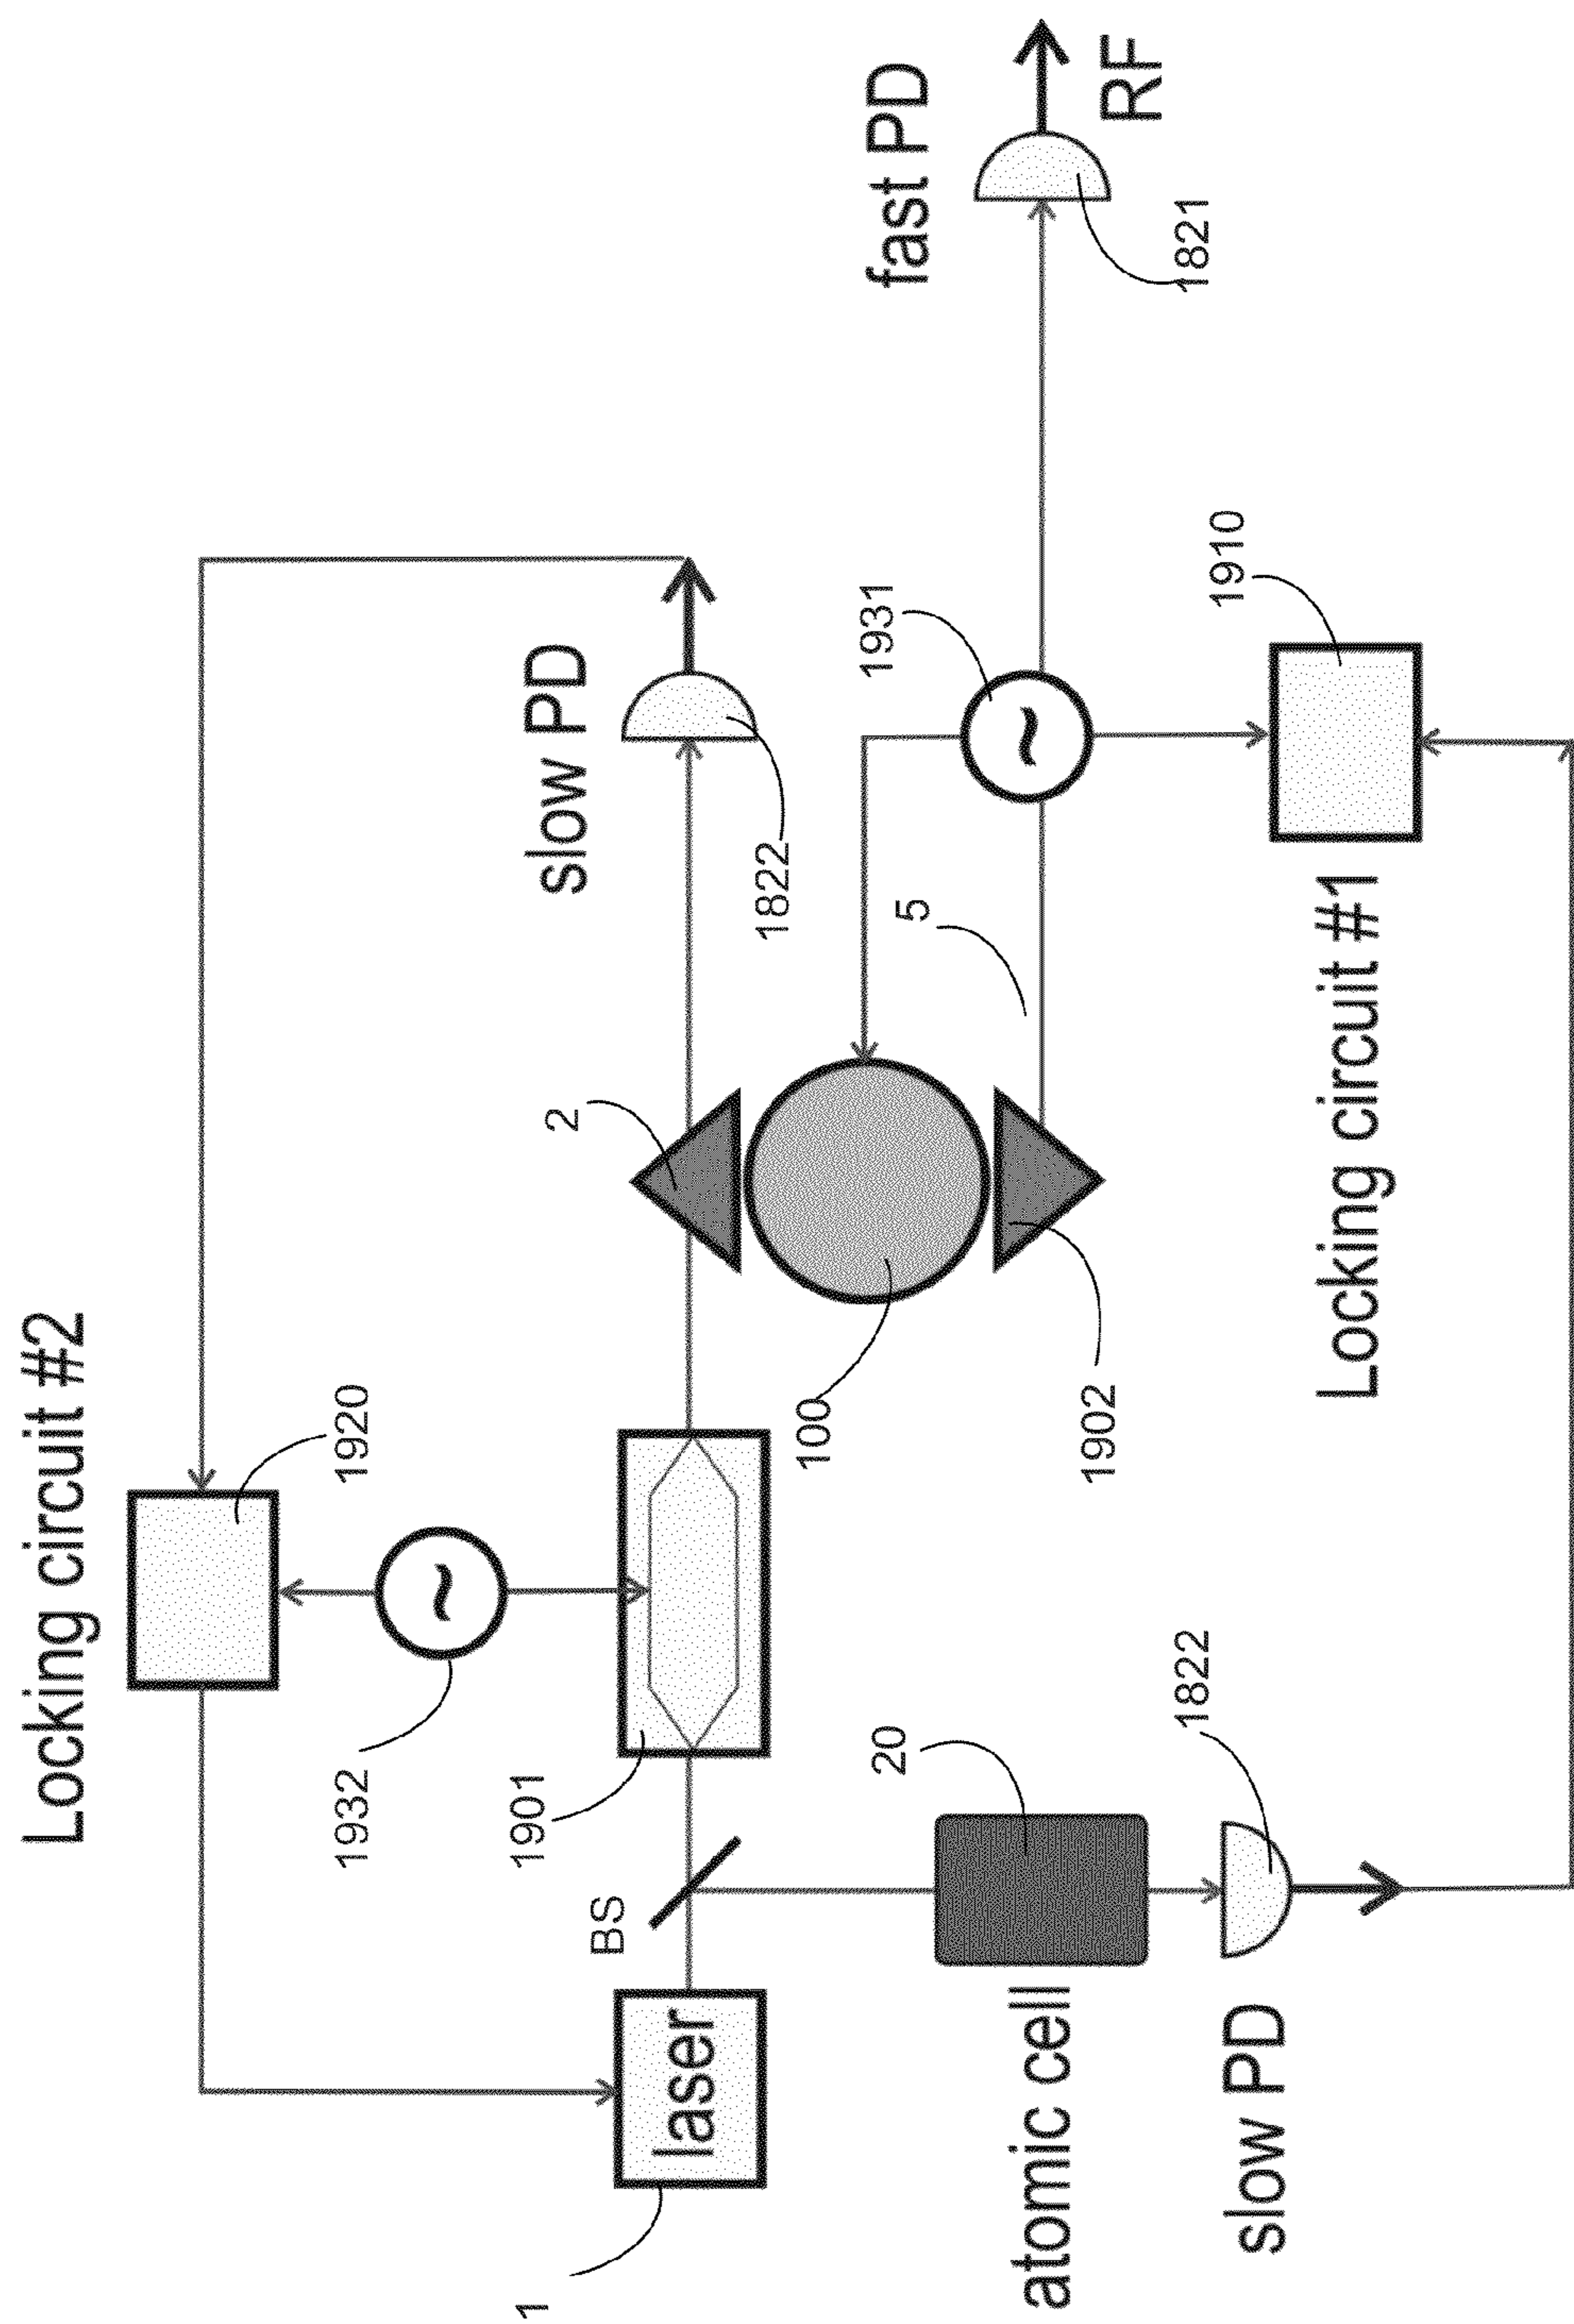 Locking circuit #2
1920
1932
slow PD
1822
fast PD
RF
1821
1901
BS
laser
1
2
100
5
1931
1902
1910
Locking circuit #1
20
atomic cell
1822
slow PD
~
~